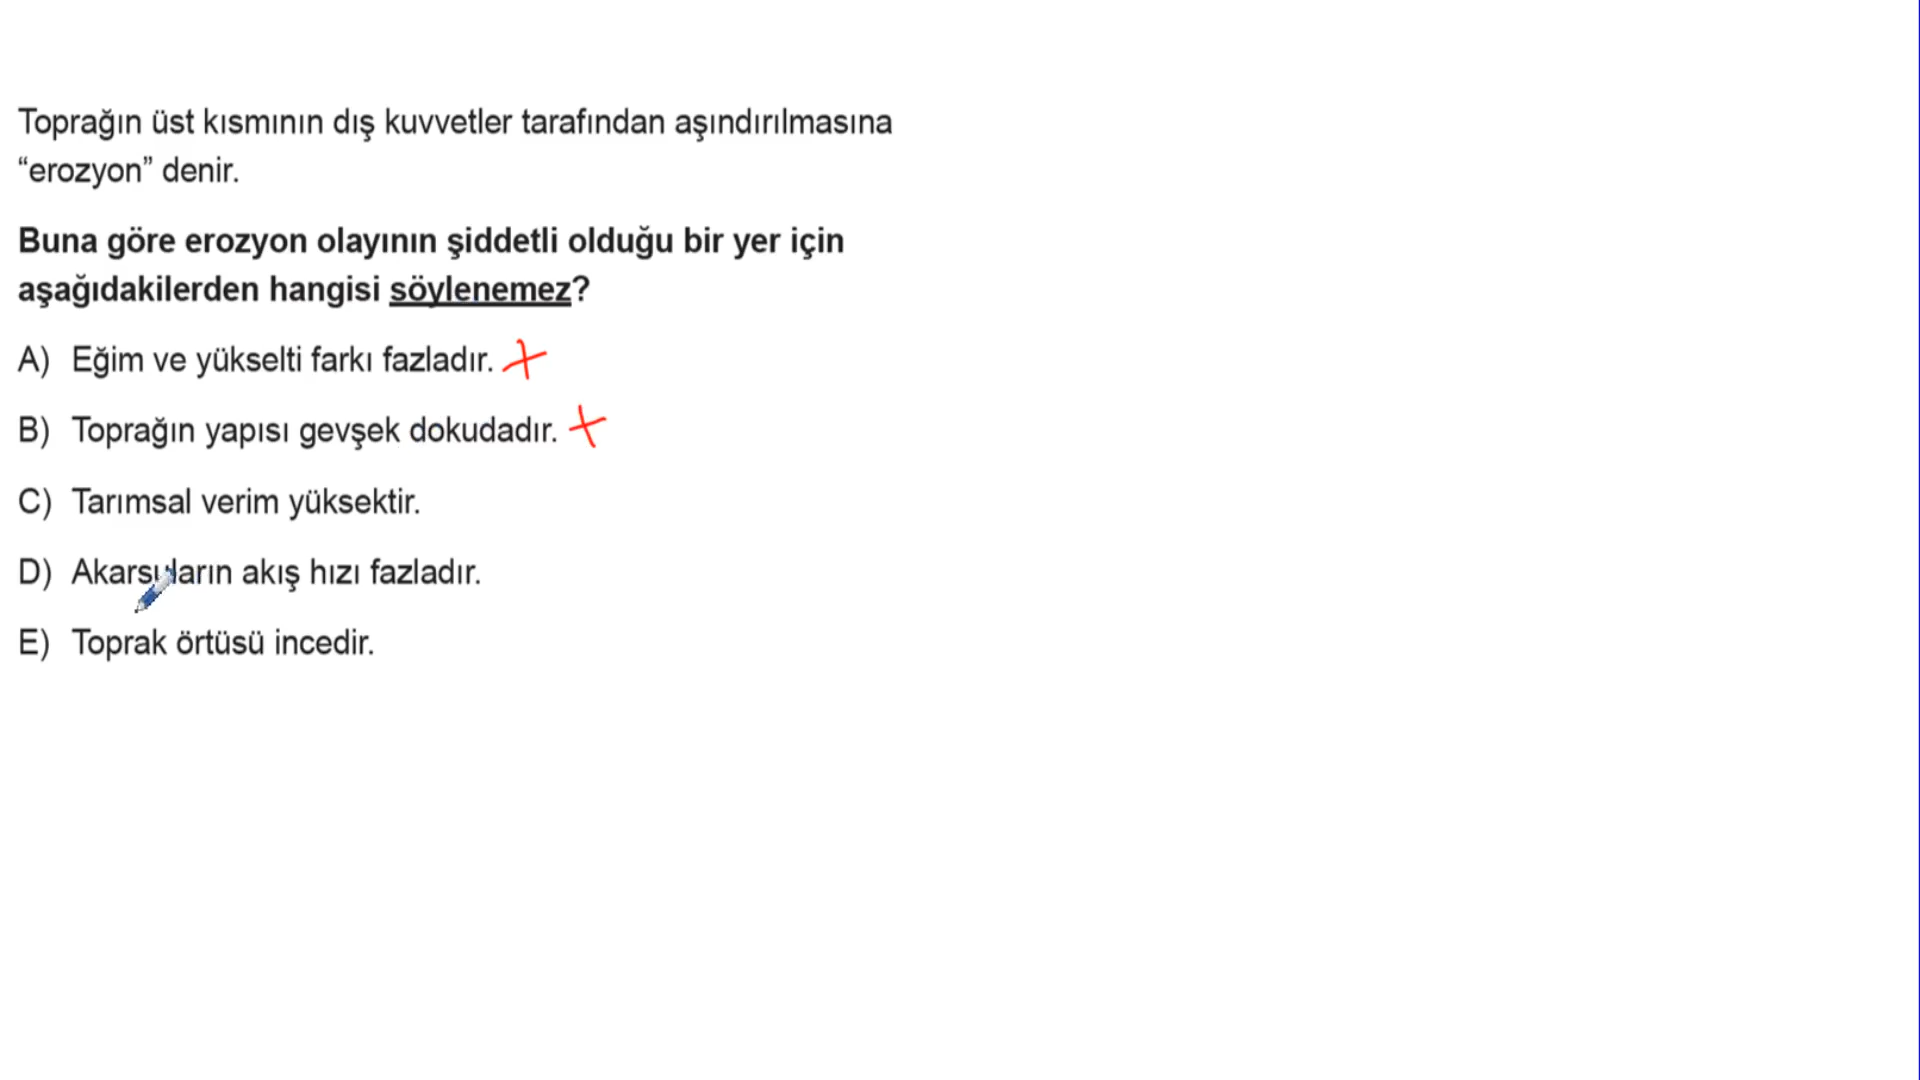 Toprağın üst kısmının dış kuvvetler tarafından aşındırılmasına
“erozyon” denir.
Buna göre erozyon olayının şiddetli olduğu bir yer için
aşağıdakilerden hangisi söylenemez?
A) Eğim ve yükselti farkı fazladır.
B) Toprağın yapısı gevşek dokudadır.
C) Tarımsal verim yüksektir.
D) Akarsuların akış hızı fazladır.
E) Toprak örtüsü incedir.